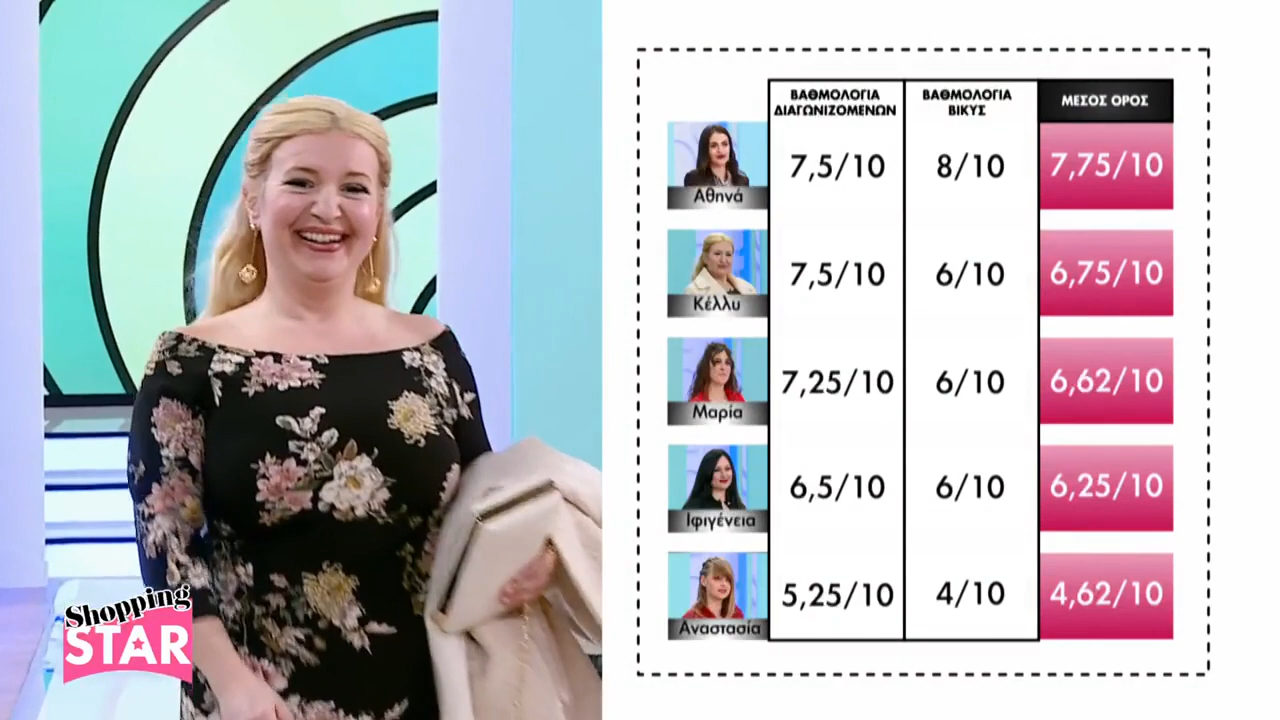 Shopping
STAR
ΒΑΘΜΟΛΟΓΙΑ
ΔΙΑΓΩΝΙΖΟΜΕΝΩΝ
ΒΑΘΜΟΛΟΓΙΑ
ΒΙΚΥΣ
ΜΕΣΟΣ ΟΡΟΣ
Αθηνά
7,5/10
8/10
7,75/10
Κέλλυ
7,5/10
6/10
6,75/10
Μαρία
7,25/10
6/10
6,62/10
Ιφιγένεια
6,5/10
6/10
6,25/10
Αναστασία
5,25/10
4/10
4,62/10